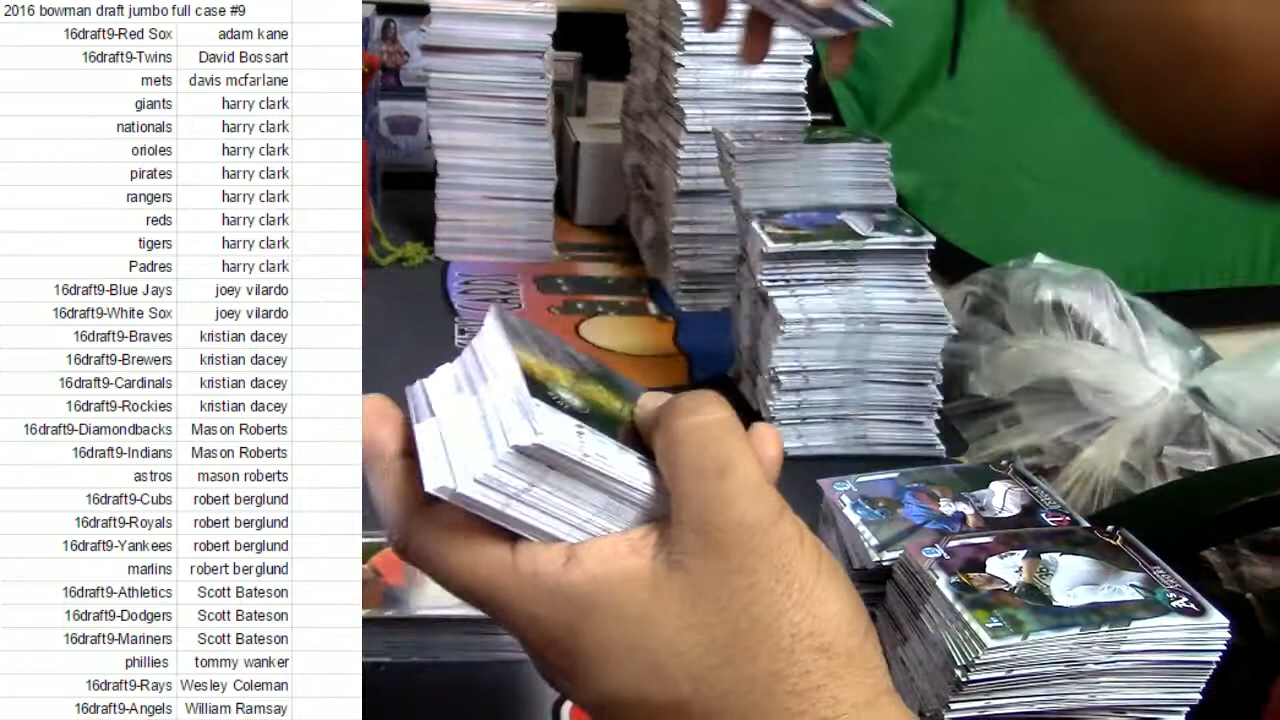 2016 bowman draft jumbo full case #9
16draft9-Red Sox adam kane
16draft9-Twins David Bossart
mets davis mcfarlane
giants harry clark
nationals harry clark
orioles harry clark
pirates harry clark
rangers harry clark
reds harry clark
tigers harry clark
Padres harry clark
16draft9-Blue Jays joey vilardo
16draft9-White Sox joey vilardo
16draft9-Braves kristian dacey
16draft9-Brewers kristian dacey
16draft9-Cardinals kristian dacey
16draft9-Rockies kristian dacey
16draft9-Diamondbacks Mason Roberts
16draft9-Indians Mason Roberts
astros mason roberts
16draft9-Cubs robert berglund
16draft9-Royals robert berglund
16draft9-Yankees robert berglund
marlins robert berglund
16draft9-Athletics Scott Bateson
16draft9-Dodgers Scott Bateson
16draft9-Mariners Scott Bateson
phillies tommy wanker
16draft9-Rays Wesley Coleman
16draft9-Angels William Ramsay
A's